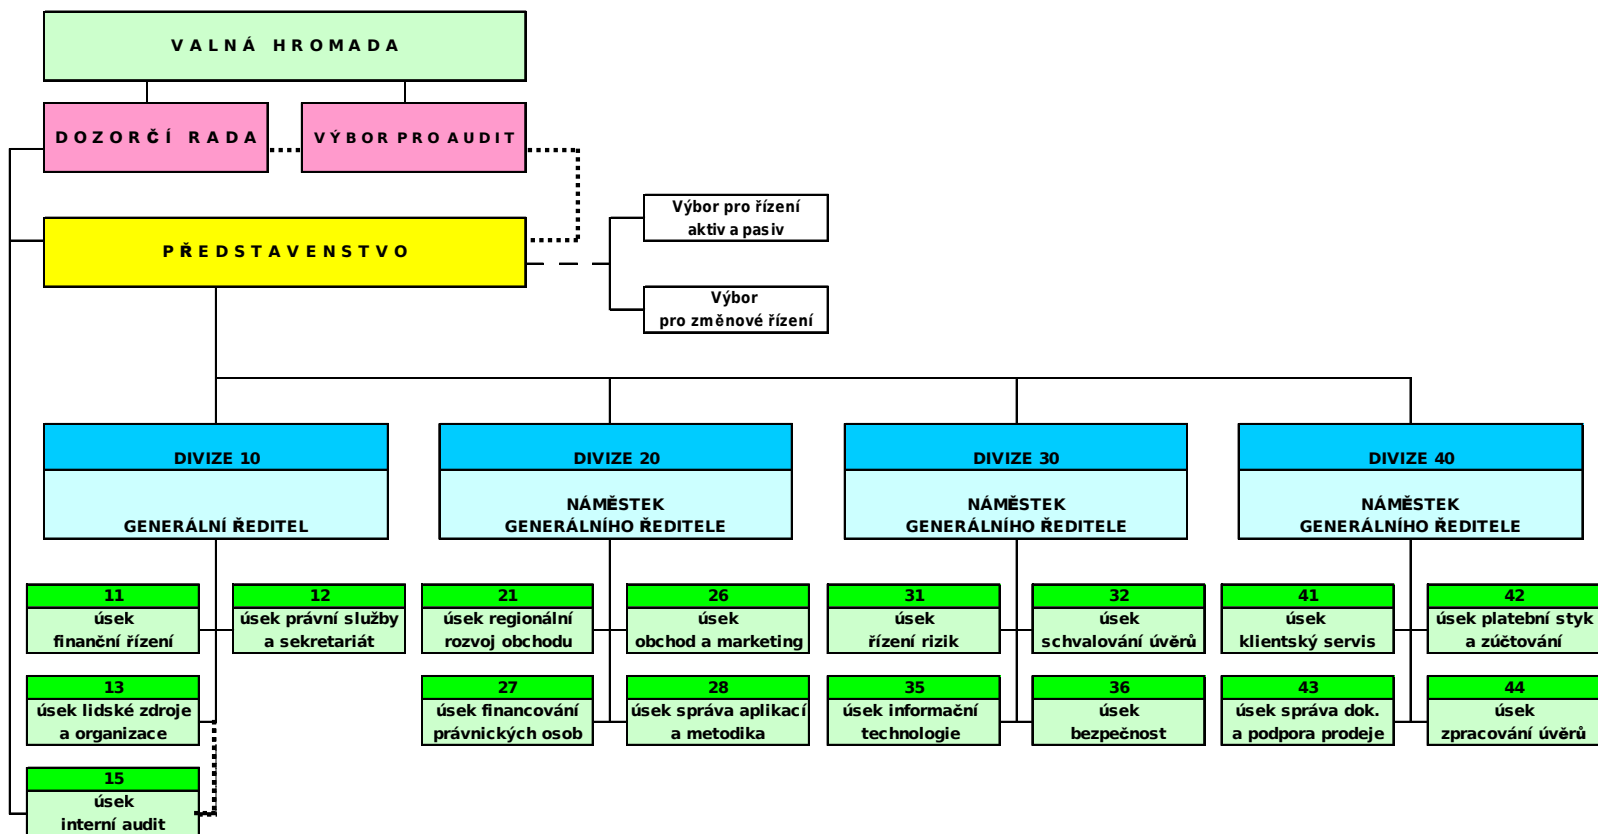 VALNÁ HROMADA
DOZORČÍ RADA
VÝBOR PRO AUDIT
Výbor pro řízení
aktiv a pasiv
PŘEDSTAVENSTVO
Výbor
pro změnové řízení
DIVIZE 10
GENERÁLNÍ ŘEDITEL
DIVIZE 20
NÁMĚSTEK
GENERÁLNÍHO ŘEDITELE
DIVIZE 30
NÁMĚSTEK
GENERÁLNÍHO ŘEDITELE
DIVIZE 40
NÁMĚSTEK
GENERÁLNÍHO ŘEDITELE
11
úsek
finanční řízení
12
úsek právní služby
a sekretariát
21
úsek regionální
rozvoj obchodu
26
úsek
obchod a marketing
31
úsek
řízení rizik
32
úsek
schvalování úvěrů
41
úsek
klientský servis
42
úsek platební styk
a zúčtování
13
úsek lidské zdroje
a organizace
27
úsek financování
právnických osob
28
úsek správa aplikací
a metodika
35
úsek informační
technologie
36
úsek
bezpečnost
43
úsek správa dok.
a podpora prodeje
44
úsek
zpracování úvěrů
15
úsek
interní audit